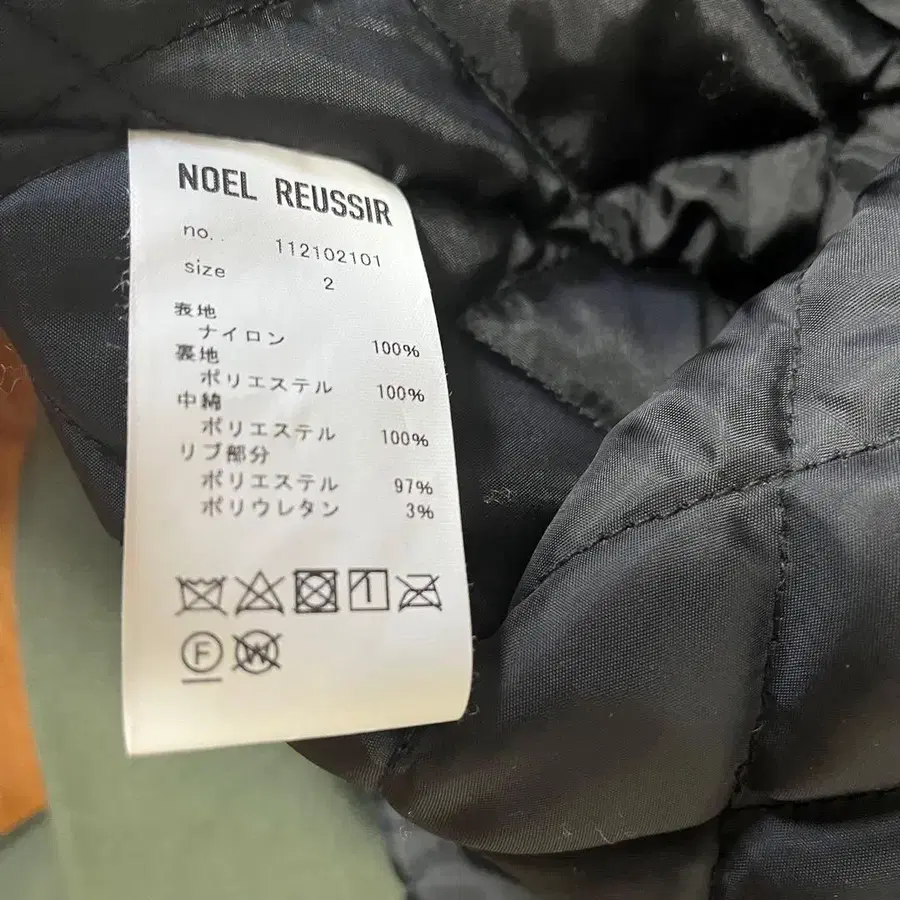 NOEL REUSSIR
no. 112102101
size 2
表地
ナイロン 100%
裏地
ポリエステル 100%
中綿
ポリエステル 100%
リブ部分
ポリエステル 97%
ポリウレタン 3%
F W